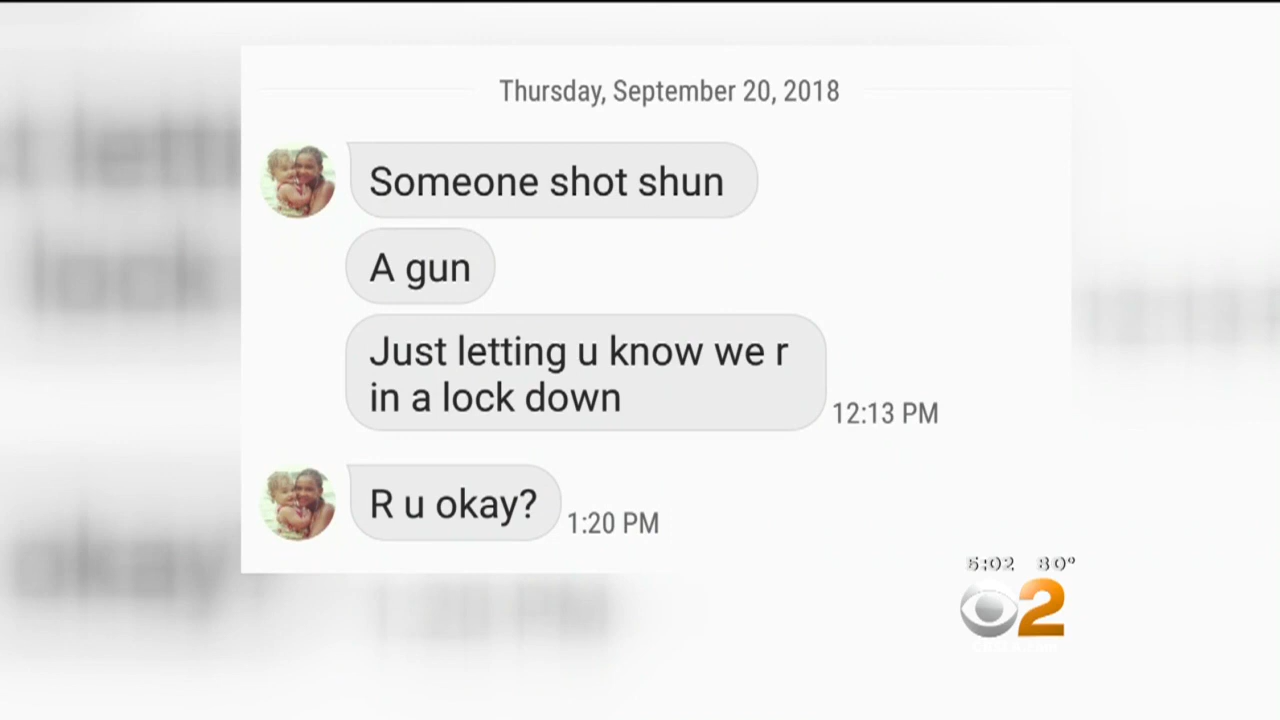 Thursday, September 20, 2018
Someone shot shun
A gun
Just letting u know we r
in a lock down
12:13 PM
R u okay?
1:20 PM
5:02 80°
2